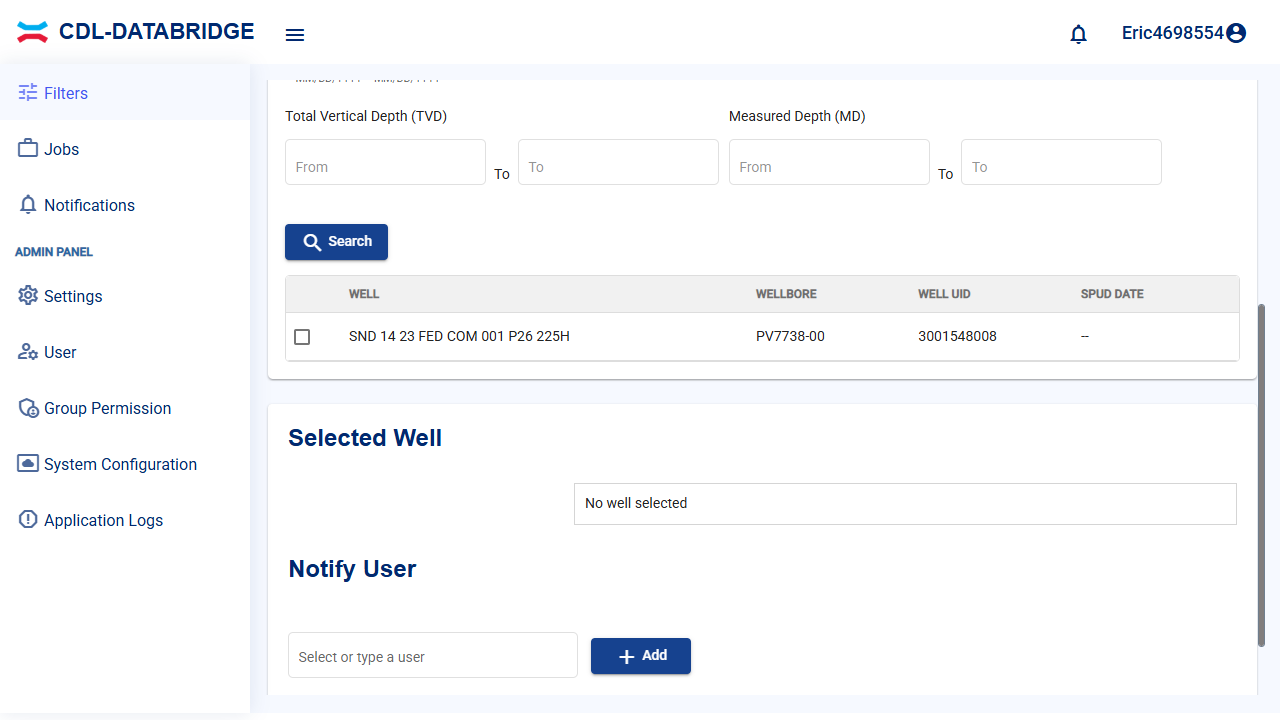 CDL-DATABRIDGE
Eric4698554
Filters
Jobs
Notifications
ADMIN PANEL
Settings
User
Group Permission
System Configuration
Application Logs
Total Vertical Depth (TVD) Measured Depth (MD)
From To To From To To
Search
WELL WELLBORE WELL UID SPUD DATE
SND 14 23 FED COM 001 P26 225H PV7738-00 3001548008 --
Selected Well
No well selected
Notify User
Select or type a user Add